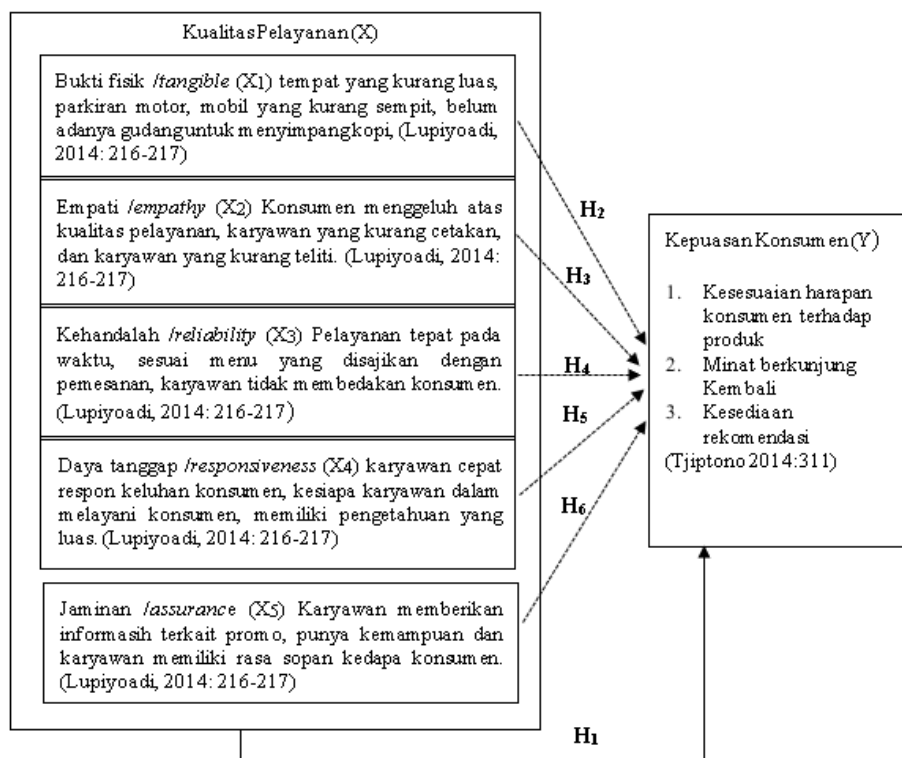 Kualitas Pelayanan (X)
Bukti fisik /tangible (X1) tempat yang kurang luas,
parkiran motor, mobil yang kurang sempit, belum
adanya gudanguntuk menyimpangkopi, (Lupiyoadi,
2014: 216-217)
Empati /empathy (X2) Konsumen menggeluh atas
kualitas pelayanan, karyawan yang kurang cetakan,
dan karyawan yang kurang teliti. (Lupiyoadi, 2014:
216-217)
Kehandalah /reliability (X3) Pelayanan tepat pada
waktu, sesuai menu yang disajikan dengan
pemesanan, karyawan tidak membedakan konsumen.
(Lupiyoadi, 2014: 216-217)
Daya tanggap /responsiveness (X4) karyawan cepat
respon keluhan konsumen, kesiapa karyawan dalam
melayani konsumen, memiliki pengetahuan yang
luas. (Lupiyoadi, 2014: 216-217)
Jaminan /assurance (X5) Karyawan memberikan
informasih terkait promo, punya kemampuan dan
karyawan memiliki rasa sopan kedapa konsumen.
(Lupiyoadi, 2014: 216-217)
H2
H3
H4
H5
H6
Kepuasan Konsumen (Y)
1. Kesesuaian harapan
konsumen terhadap
produk
2. Minat berkunjung
Kembali
3. Kesediaan
rekomendasi
(Tjiptono 2014:311)
H1